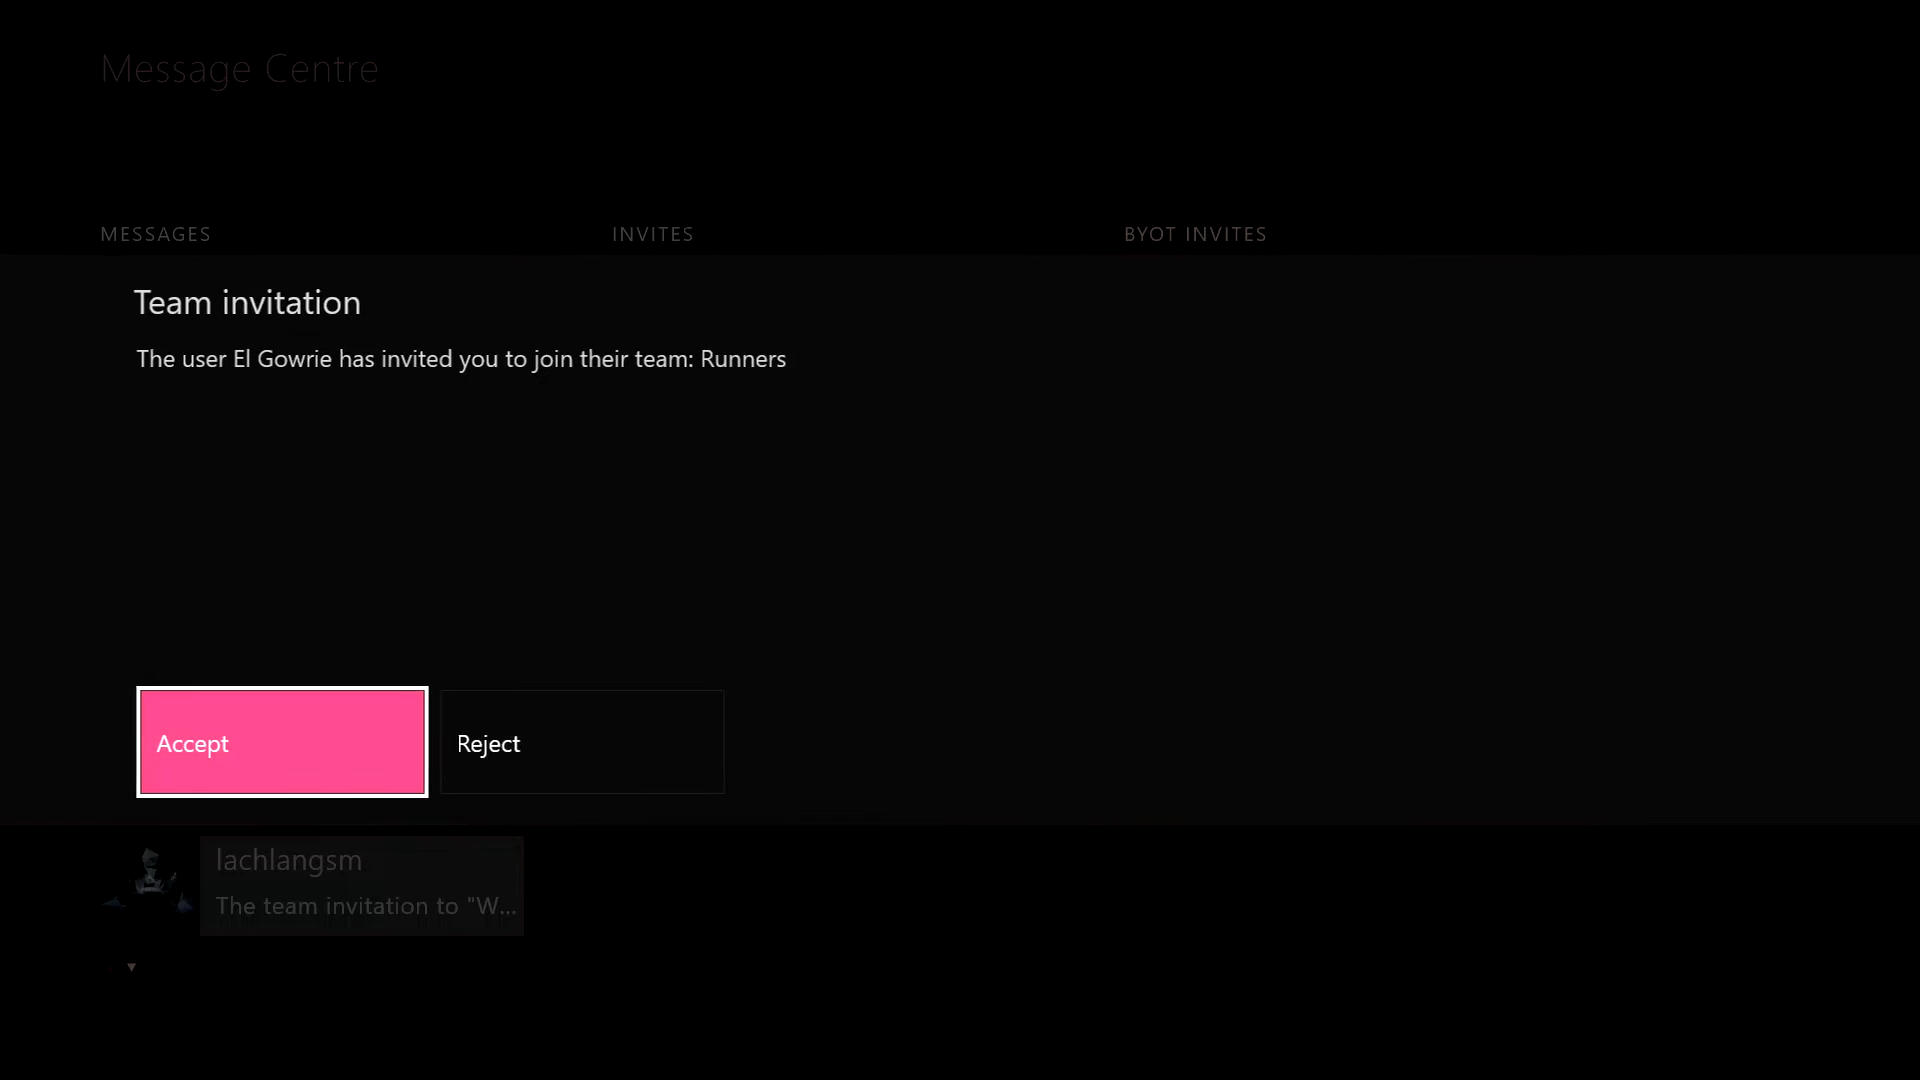 Message Centre
MESSAGES
INVITES
BYOT INVITES
Team invitation
The user El Gowrie has invited you to join their team: Runners
Accept
Reject
lachlangsm
The team invitation to "W...